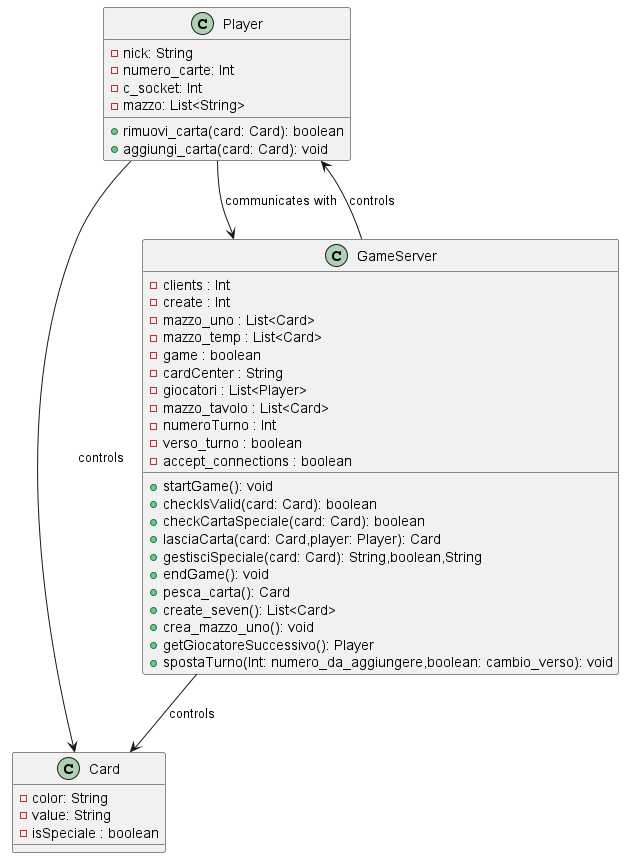 C Player
nick: String
numero_carte: Int
c_socket: Int
mazzo: List<String>
rimuovi_carta(card: Card): boolean
aggiungi_carta(card: Card): void
communicates with
controls
C GameServer
clients : Int
create : Int
mazzo_uno : List<Card>
mazzo_temp : List<Card>
game : boolean
cardCenter : String
giocatori : List<Player>
mazzo_tavolo : List<Card>
numeroTurno : Int
verso_turno : boolean
accept_connections : boolean
controls
startGame(): void
checkIsValid(card: Card): boolean
checkCartaSpeciale(card: Card): boolean
lasciaCarta(card: Card,player: Player): Card
gestisciSpeciale(card: Card): String,boolean,String
endGame(): void
pesca_carta(): Card
create_seven(): List<Card>
crea_mazzo_uno(): void
getGiocatoreSuccessivo(): Player
spostaTurno(Int: numero_da_aggiungere,boolean: cambio_verso): void
controls
C Card
color: String
value: String
isSpeciale : boolean